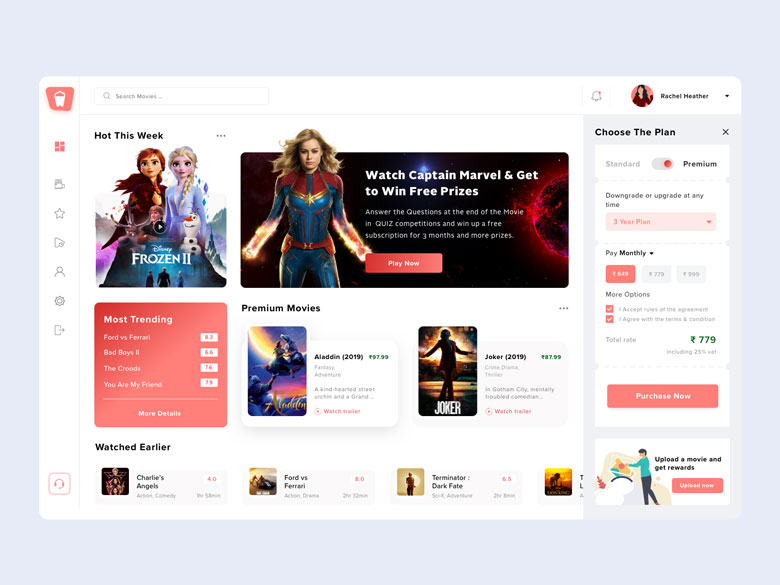 Search Movies ...
Rachel Heather
Hot This Week
Disney
FROZEN II
Watch Captain Marvel & Get
to Win Free Prizes
Answer the Questions at the end of the Movie
in QUIZ competitions and win up a free
subscription for 3 months and more prizes.
Play Now
Most Trending
Ford vs Ferrari 8.3
Bad Boys II 6.6
The Croods 7.6
You Are My Friend 7.9
More Details
Premium Movies
Aladdin
Aladdin (2019) ₹97.99
Fantasy,
Adventure
A kind-hearted street
urchin and a Grand ...
Watch trailer
JOKER
Joker (2019) ₹87.99
Crime,Drama,
Thriller
in Gotham City, mentally
troubled comedian...
Watch trailer
Watched Earlier
Charlie's
Angels
4.0
Action, Comedy 1hr 58min
Ford vs
Ferrari
8.0
Action, Drama 2hr 32min
Terminator :
Dark Fate
6.5
Sci-fi, Adventure 2hr 8min
Choose The Plan
Standard Premium
Downgrade or upgrade at any
time
3 Year Plan
Pay Monthly
₹ 649 ₹ 779 ₹ 999
More Options
I Accept rules of the agreement
I Agree with the terms & condition
Total rate ₹ 779
including 25% vat
Purchase Now
Upload a movie and
get rewards
Upload now